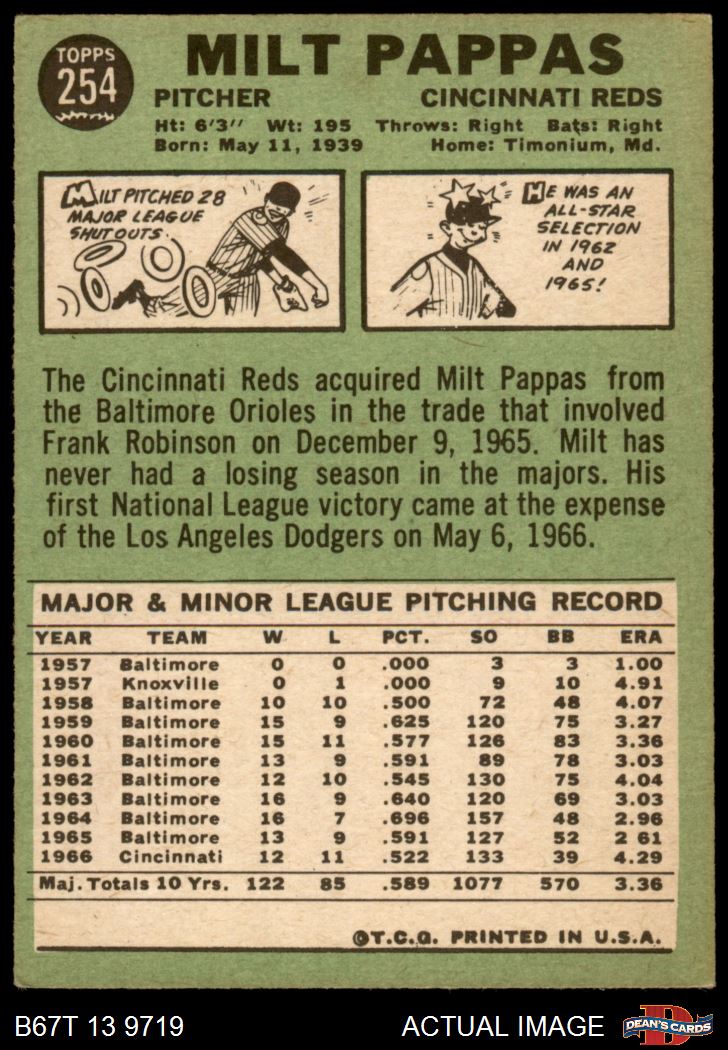 TOPPS
254
MILT PAPPAS
PITCHER CINCINNATI REDS
Ht: 6'3" Wt: 195 Throws: Right Bats: Right
Born: May 11, 1939 Home: Timonium, Md.
MILT PITCHED 28
MAJOR LEAGUE
SHUTOUTS.
HE WAS AN
ALL-STAR
SELECTION
IN 1962
AND
1965!
The Cincinnati Reds acquired Milt Pappas from
the Baltimore Orioles in the trade that involved
Frank Robinson on December 9, 1965. Milt has
never had a losing season in the majors. His
first National League victory came at the expense
of the Los Angeles Dodgers on May 6, 1966.
MAJOR & MINOR LEAGUE PITCHING RECORD
YEAR TEAM W L PCT. SO BB ERA
1957 Baltimore 0 0 .000 3 3 1.00
1957 Knoxville 0 1 .000 9 10 4.91
1958 Baltimore 10 10 .500 72 48 4.07
1959 Baltimore 15 9 .625 120 75 3.27
1960 Baltimore 15 11 .577 126 83 3.36
1961 Baltimore 13 9 .591 89 78 3.03
1962 Baltimore 12 10 .545 130 75 4.04
1963 Baltimore 16 9 .640 120 69 3.03
1964 Baltimore 16 7 .696 157 48 2.96
1965 Baltimore 13 9 .591 127 52 2 61
1966 Cincinnati 12 11 .522 133 39 4.29
Maj. Totals 10 Yrs. 122 85 .589 1077 570 3.36
©T.C.G. PRINTED IN U.S.A.
B67T 13 9719 ACTUAL IMAGE
D
DEAN'S CARDS